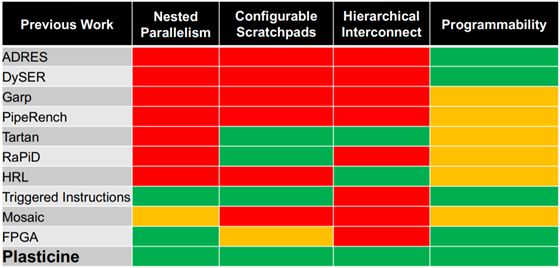 Previous Work Nested Parallelism Configurable Scratchpads Hierarchical Interconnect Programmability
ADRES
DySER
Garp
PipeRench
Tartan
RaPiD
HRL
Triggered Instructions
Mosaic
FPGA
Plasticine